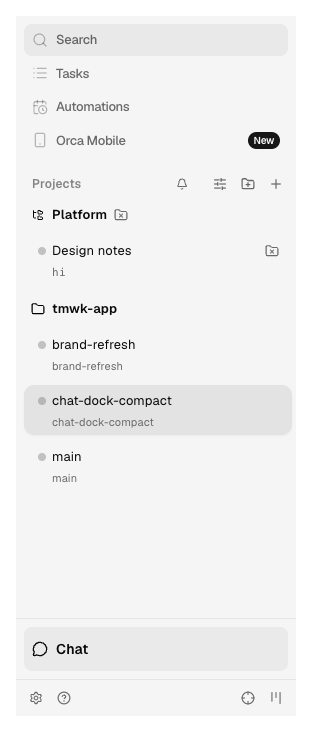 Search
Tasks
Automations
Orca Mobile New
Projects
Platform
Design notes
hi
tmwk-app
brand-refresh
brand-refresh
chat-dock-compact
chat-dock-compact
main
main
Chat